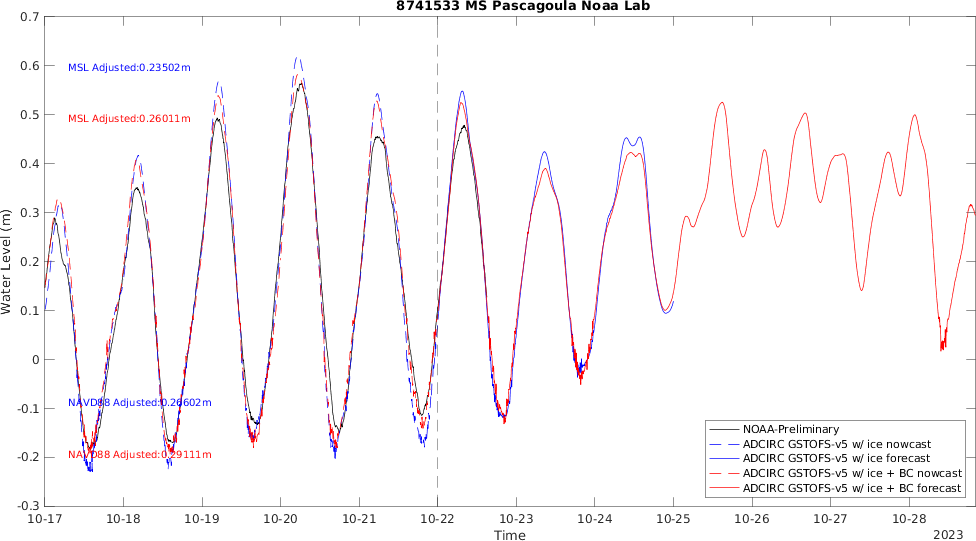 8741533 MS Pascagoula Noaa Lab
0.7
0.6
0.5
0.4
0.3
0.2
0.1
0
-0.1
-0.2
-0.3
Water Level (m)
MSL Adjusted:0.23502m
MSL Adjusted:0.26011m
NAVD88 Adjusted:0.26602m
NAVD88 Adjusted:0.29111m
NOAA-Preliminary
ADCIRC GSTOFS-v5 w/ ice nowcast
ADCIRC GSTOFS-v5 w/ ice forecast
ADCIRC GSTOFS-v5 w/ ice + BC nowcast
ADCIRC GSTOFS-v5 w/ ice + BC forecast
10-17 10-18 10-19 10-20 10-21 10-22 10-23 10-24 10-25 10-26 10-27 10-28
Time
2023